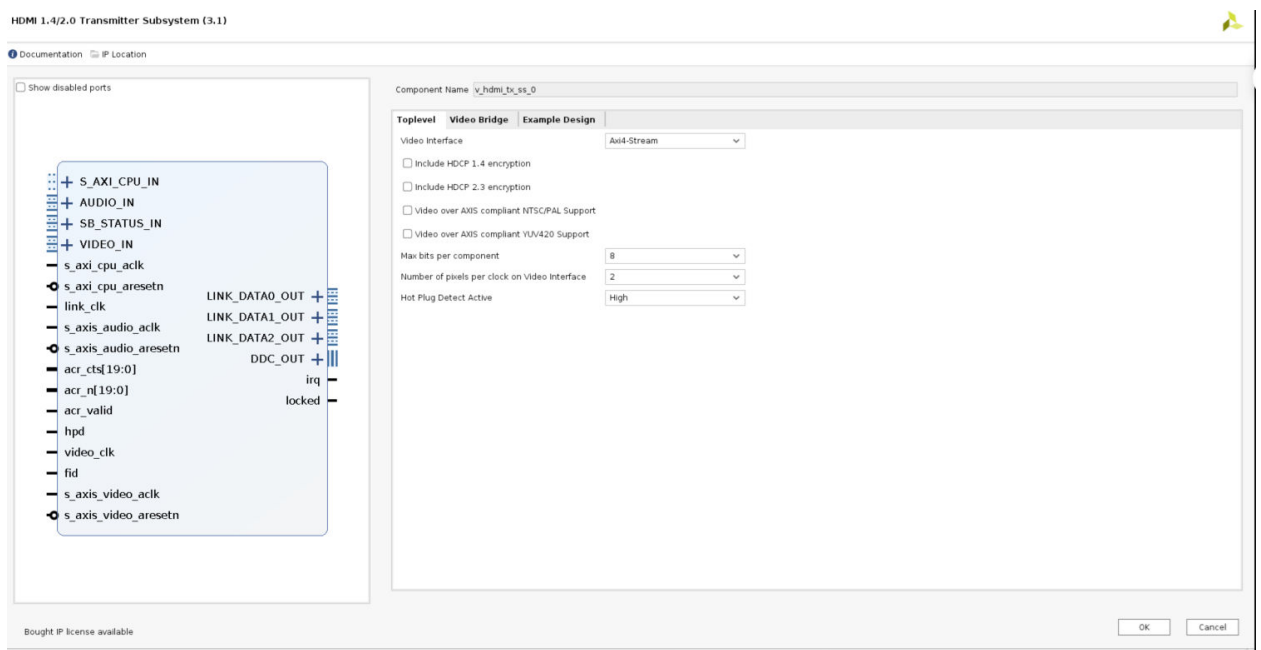 HDMI 1.4/2.0 Transmitter Subsystem (3.1)
Documentation IP Location
Show disabled ports
S_AXI_CPU_IN
AUDIO_IN
SB_STATUS_IN
VIDEO_IN
s_axi_cpu_aclk
s_axi_cpu_aresetn
link_clk
s_axis_audio_aclk
s_axis_audio_aresetn
acr_cts[19:0]
acr_n[19:0]
acr_valid
hpd
video_clk
fid
s_axis_video_aclk
s_axis_video_aresetn
LINK_DATA0_OUT
LINK_DATA1_OUT
LINK_DATA2_OUT
DDC_OUT
irq
locked
Component Name v_hdmi_tx_ss_0
Toplevel Video Bridge Example Design
Video Interface Axi4-Stream
Include HDCP 1.4 encryption
Include HDCP 2.3 encryption
Video over AXIS compliant NTSC/PAL Support
Video over AXIS compliant YUV420 Support
Max bits per component 8
Number of pixels per clock on Video Interface 2
Hot Plug Detect Active High
Bought IP license available
OK Cancel